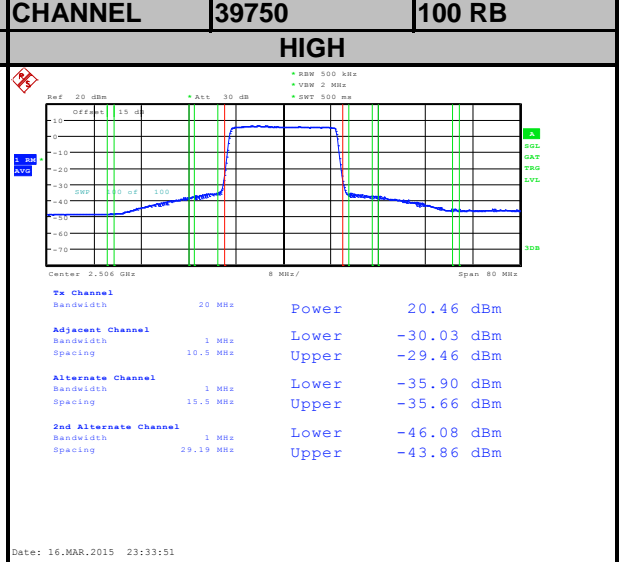 CHANNEL 39750 100 RB
HIGH
* RBW 500 kHz
* VBW 2 MHz
Ref 20 dBm * Att 30 dB * SWT 500 ms
Offset 15 dB
10
0
-10
-20
-30
-40
-50
-60
-70
1 RM *
AVG
SWP 100 of 100
A
SGL
GAT
TRG
LVL
3DB
Center 2.506 GHz 8 MHz/ Span 80 MHz
Tx Channel
Bandwidth 20 MHz Power 20.46 dBm
Adjacent Channel
Bandwidth 1 MHz Lower -30.03 dBm
Spacing 10.5 MHz Upper -29.46 dBm
Alternate Channel
Bandwidth 1 MHz Lower -35.90 dBm
Spacing 15.5 MHz Upper -35.66 dBm
2nd Alternate Channel
Bandwidth 1 MHz Lower -46.08 dBm
Spacing 29.19 MHz Upper -43.86 dBm
Date: 16.MAR.2015 23:33:51